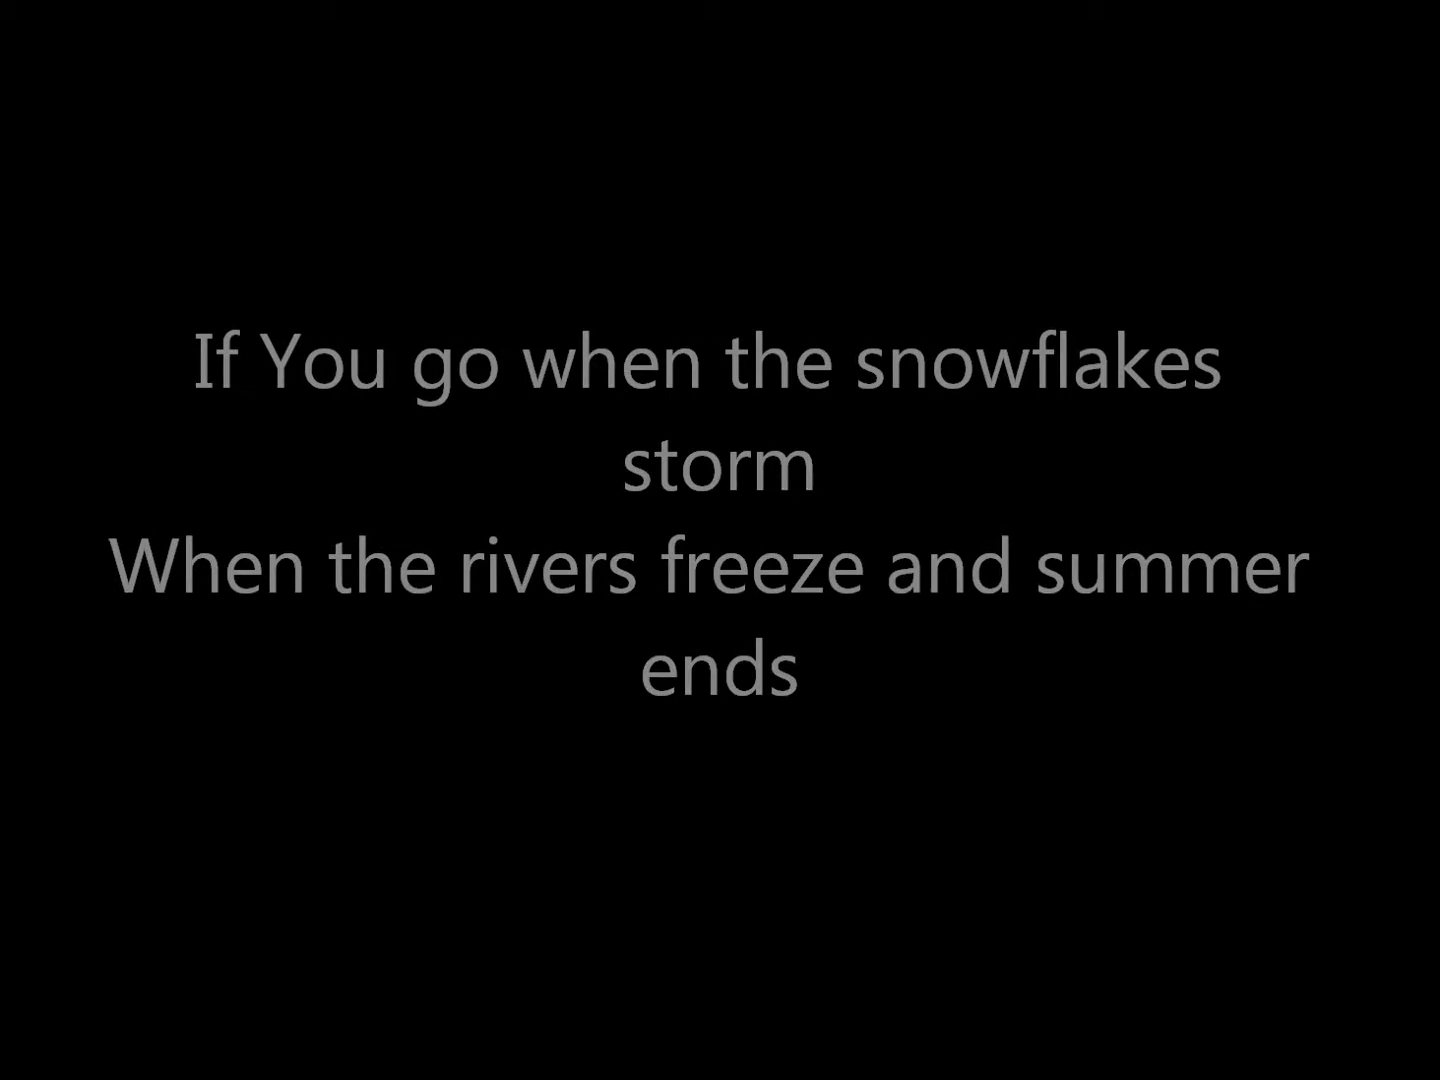 If You go when the snowflakes
storm
When the rivers freeze and summer
ends